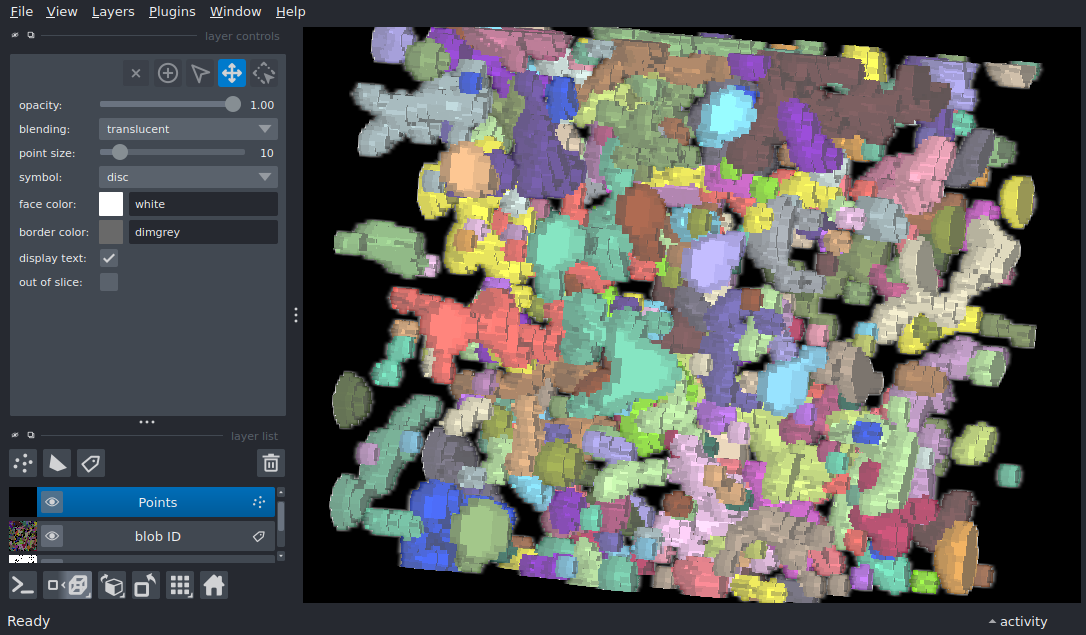 File View Layers Plugins Window Help
layer controls
opacity: 1.00
blending: translucent
point size: 10
symbol: disc
face color: white
border color: dimgrey
display text:
out of slice:
layer list
Points
blob ID
Ready activity